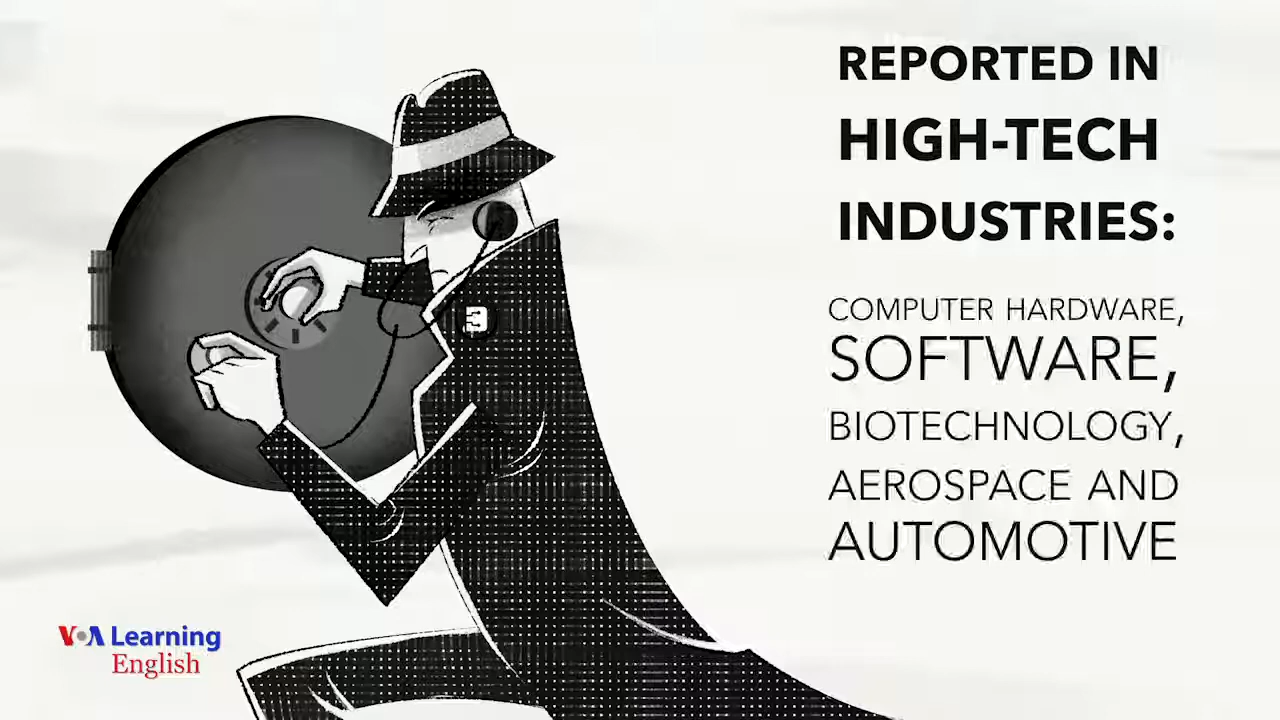 REPORTED IN
HIGH-TECH
INDUSTRIES:
COMPUTER HARDWARE,
SOFTWARE,
BIOTECHNOLOGY,
AEROSPACE AND
AUTOMOTIVE
VOA Learning
English